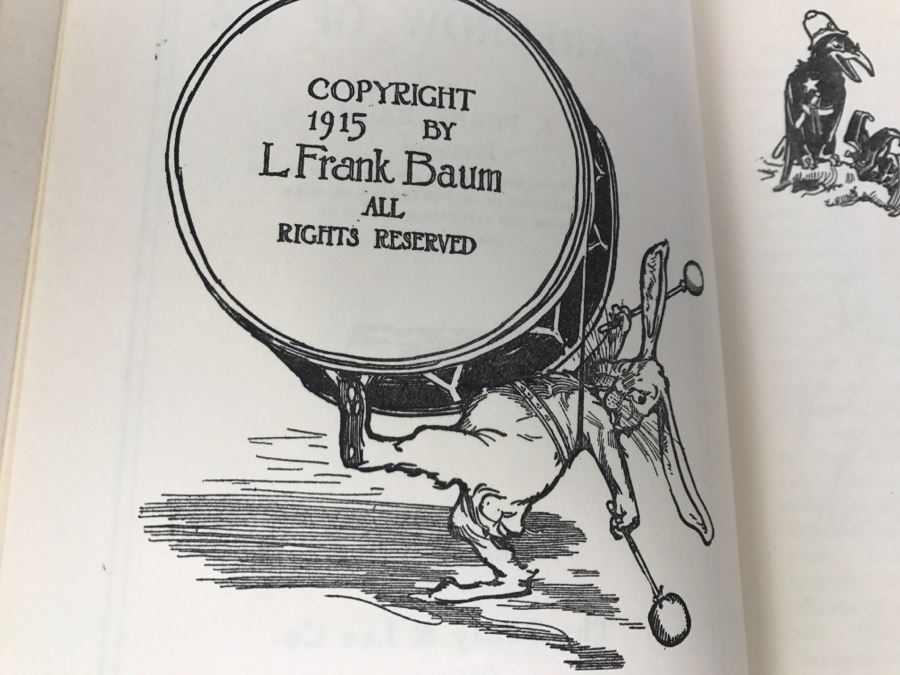 COPYRIGHT
1915 BY
L Frank Baum
ALL
RIGHTS RESERVED